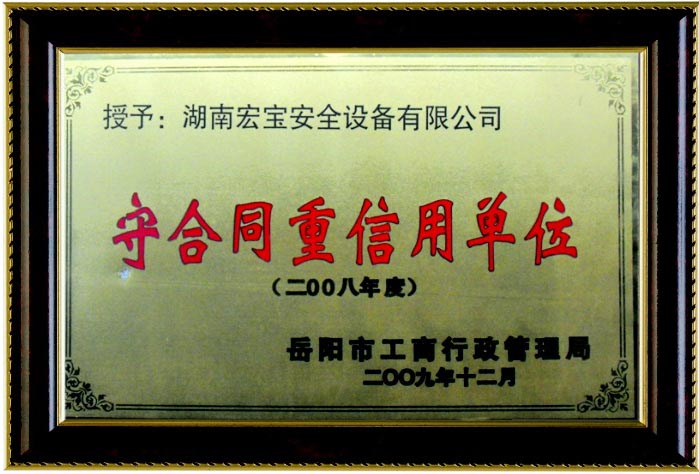 授予：湖南宏宝安全设备有限公司
守合同重信用单位
（二00八年度）
岳阳市工商行政管理局
二OO九年十二月